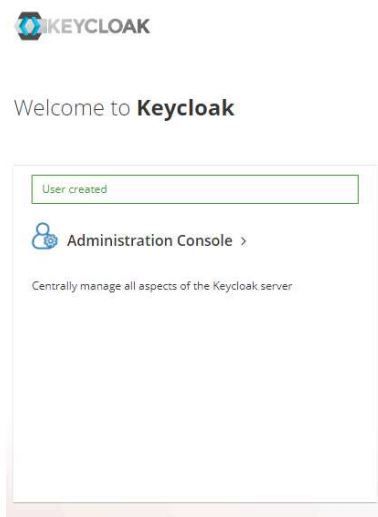 KEYCLOAK
Welcome to Keycloak
User created
Administration Console >
Centrally manage all aspects of the Keycloak server